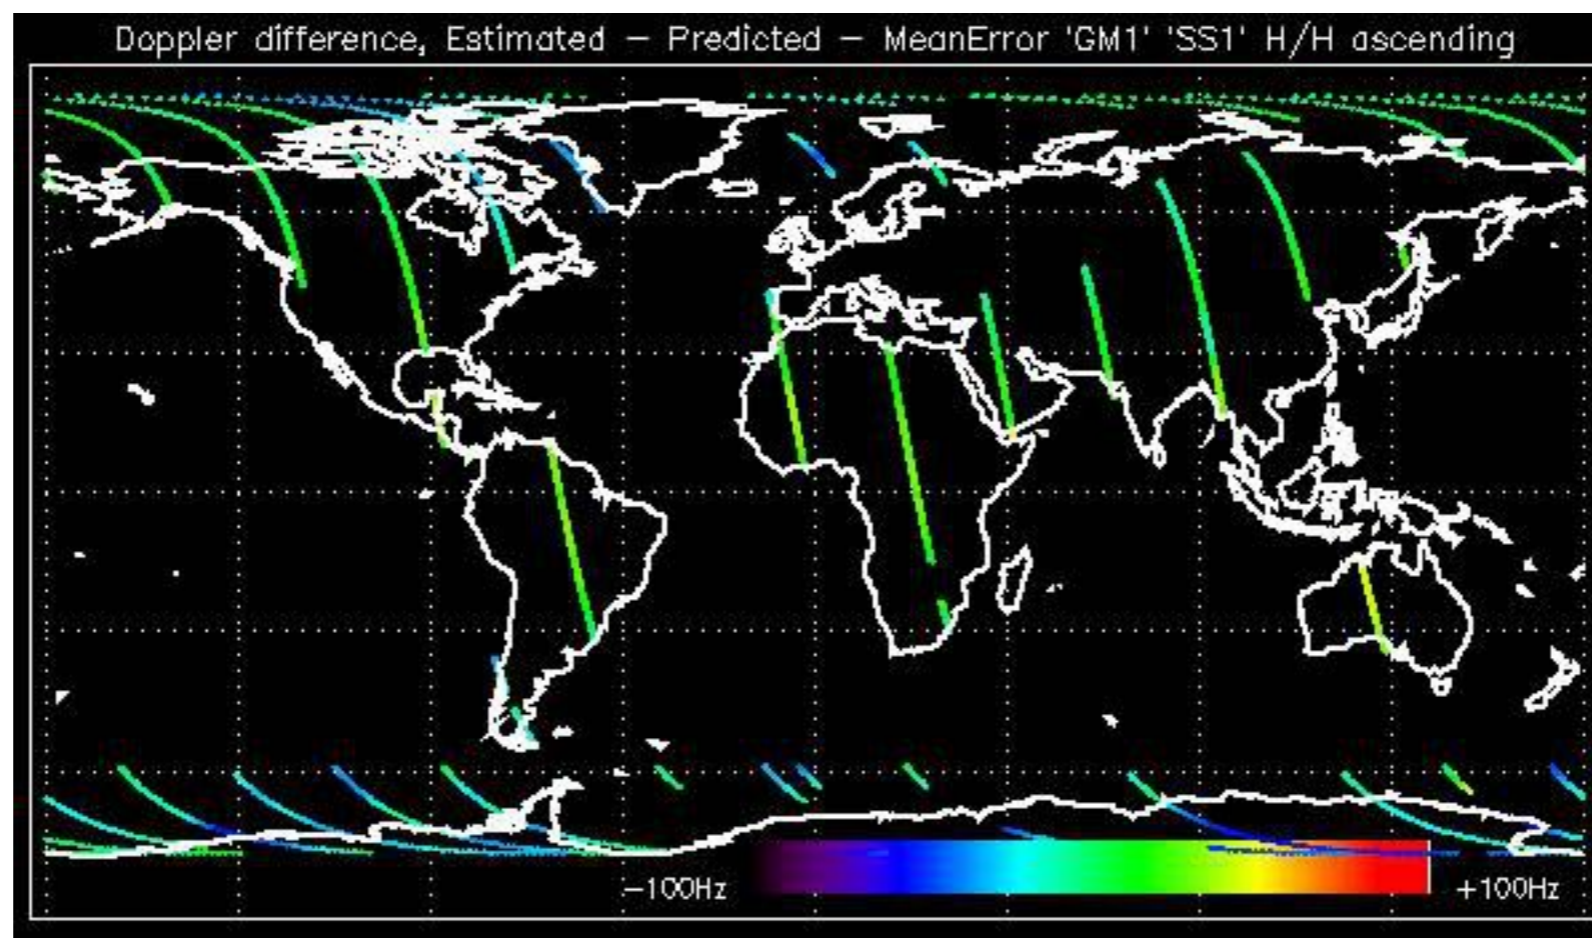 Doppler difference, Estimated — Predicted — MeanError 'GM1' 'SS1' H/H ascending
−100Hz
+100Hz